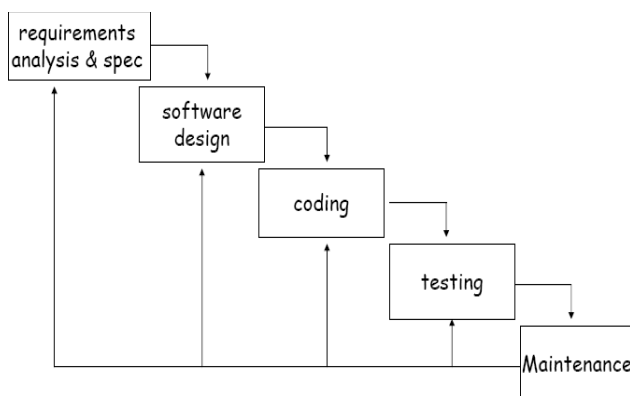 requirements
analysis & spec
software
design
coding
testing
Maintenance